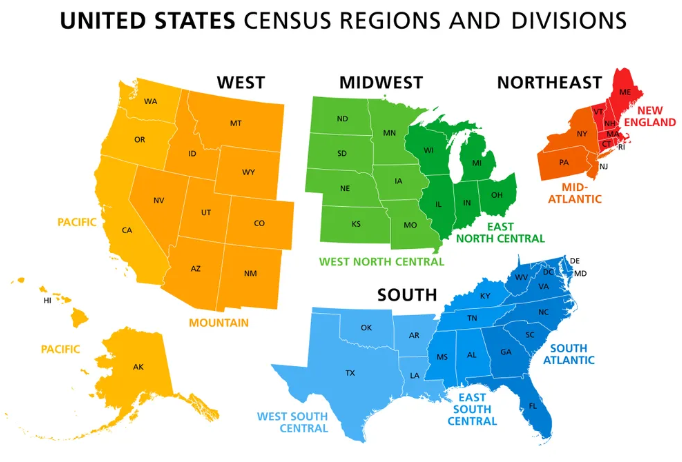 UNITED STATES CENSUS REGIONS AND DIVISIONS
WEST
MIDWEST
NORTHEAST
WA
OR
MT
ID
WY
NV
UT
CO
CA
AZ
NM
PACIFIC
MOUNTAIN
HI
PACIFIC
AK
ND
MN
SD
NE
IA
KS
MO
WEST NORTH CENTRAL
WI
MI
IL
IN
OH
EAST
NORTH CENTRAL
ME
VT
NH
MA
CT
RI
NEW
ENGLAND
NY
PA
NJ
MID-
ATLANTIC
SOUTH
OK
AR
TX
LA
WEST SOUTH
CENTRAL
KY
TN
MS
AL
EAST
SOUTH
CENTRAL
DE
MD
DC
WV
VA
NC
SC
GA
FL
SOUTH
ATLANTIC